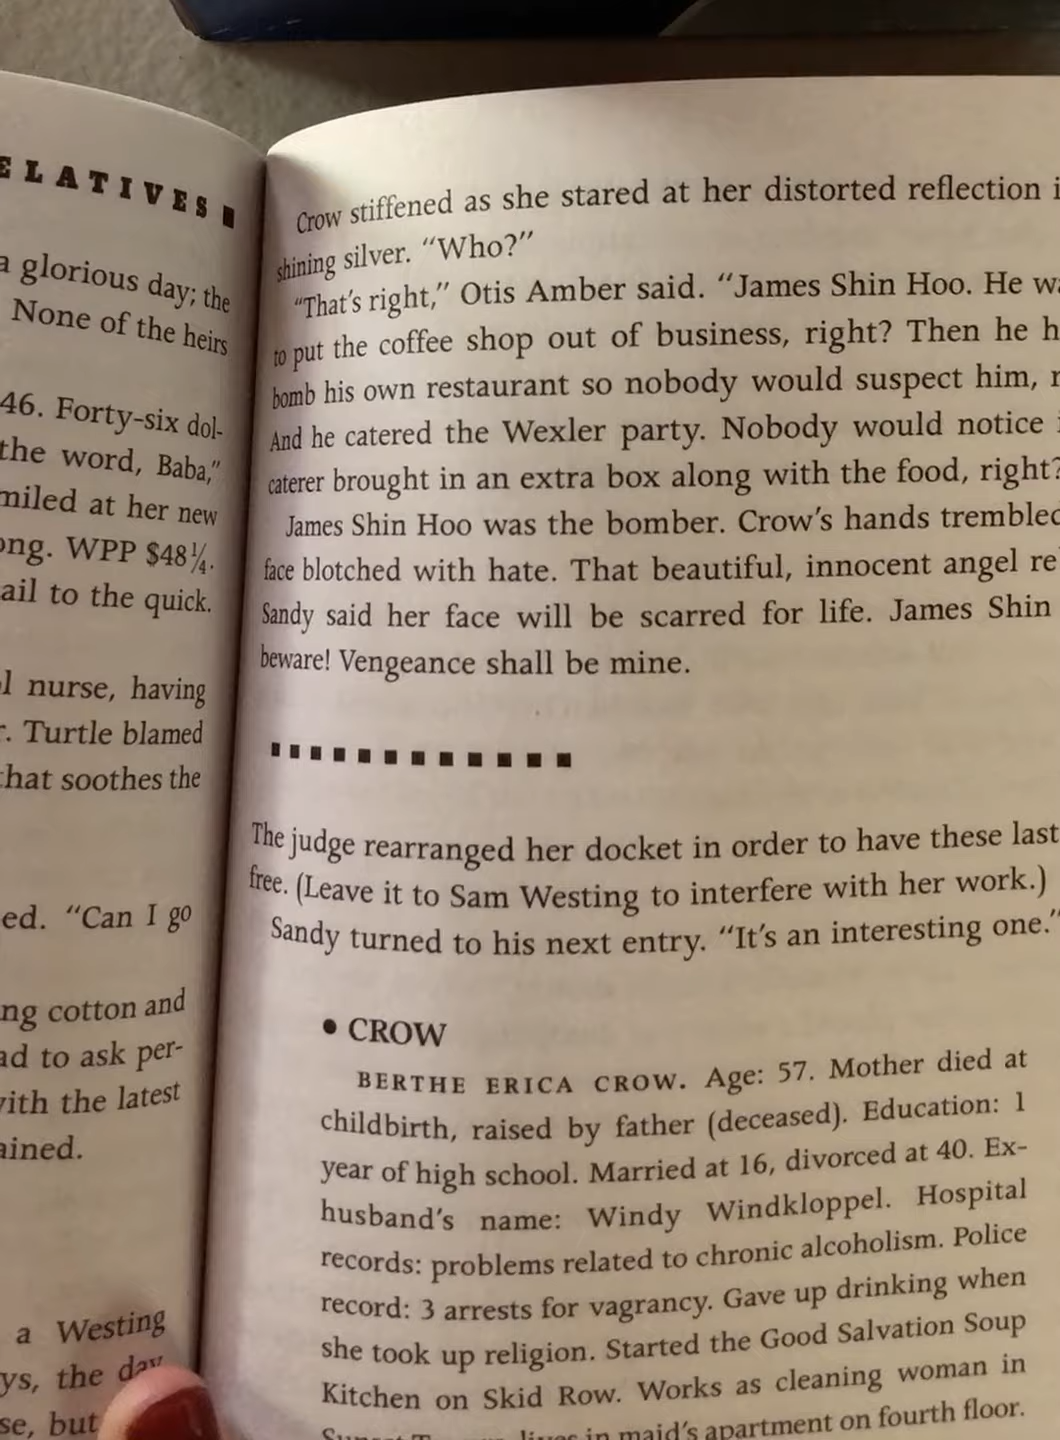 ELATIVES
a glorious day; the
None of the heirs
46. Forty-six dol-
the word, Baba,"
miled at her new
ong. WPP $48¼.
ail to the quick.
l nurse, having
r. Turtle blamed
that soothes the
ed. "Can I go
ng cotton and
ad to ask per-
with the latest
ained.
a Westing
ys, the day
se, but
Crow stiffened as she stared at her distorted reflection i
shining silver. "Who?"
"That's right," Otis Amber said. "James Shin Hoo. He wa
to put the coffee shop out of business, right? Then he h
bomb his own restaurant so nobody would suspect him, r
And he catered the Wexler party. Nobody would notice i
caterer brought in an extra box along with the food, right?
James Shin Hoo was the bomber. Crow's hands tremblec
face blotched with hate. That beautiful, innocent angel re
Sandy said her face will be scarred for life. James Shin
beware! Vengeance shall be mine.
The judge rearranged her docket in order to have these last
free. (Leave it to Sam Westing to interfere with her work.)
Sandy turned to his next entry. "It's an interesting one."
• CROW
BERTHE ERICA CROW. Age: 57. Mother died at
childbirth, raised by father (deceased). Education: 1
year of high school. Married at 16, divorced at 40. Ex-
husband's name: Windy Windkloppel. Hospital
records: problems related to chronic alcoholism. Police
record: 3 arrests for vagrancy. Gave up drinking when
she took up religion. Started the Good Salvation Soup
Kitchen on Skid Row. Works as cleaning woman in
lives in maid's apartment on fourth floor.